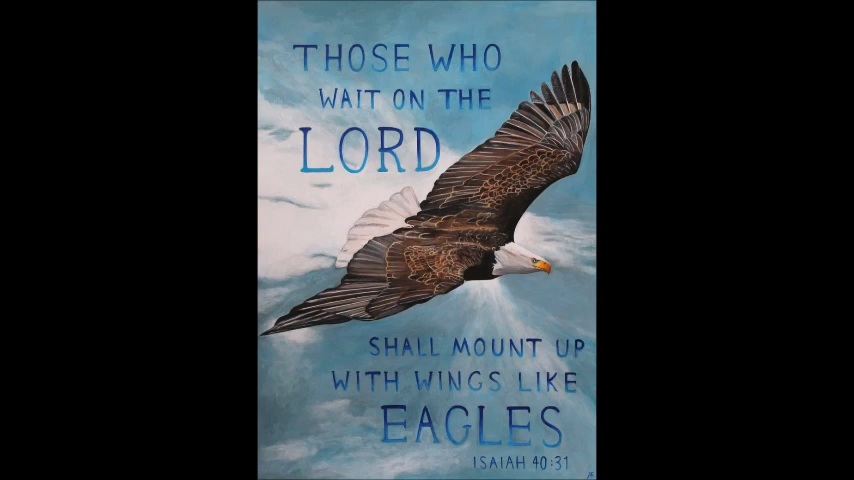 THOSE WHO
WAIT ON THE
LORD
SHALL MOUNT UP
WITH WINGS LIKE
EAGLES
ISAIAH 40:31